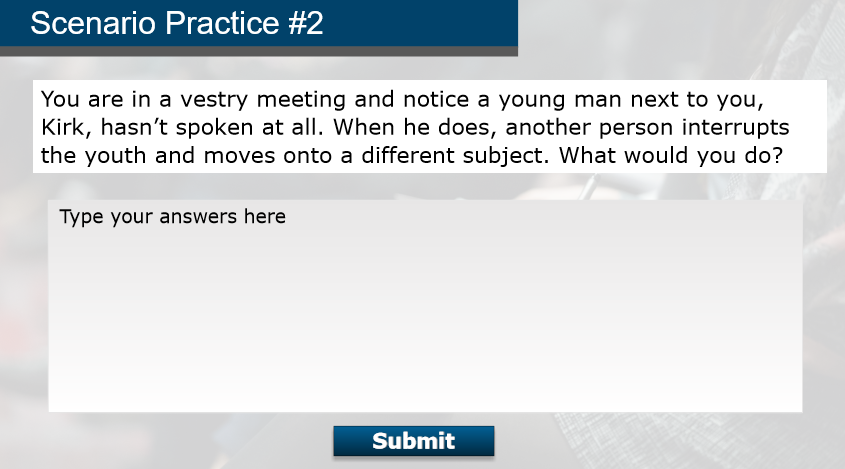 Scenario Practice #2
You are in a vestry meeting and notice a young man next to you,
Kirk, hasn’t spoken at all. When he does, another person interrupts
the youth and moves onto a different subject. What would you do?
Type your answers here
Submit